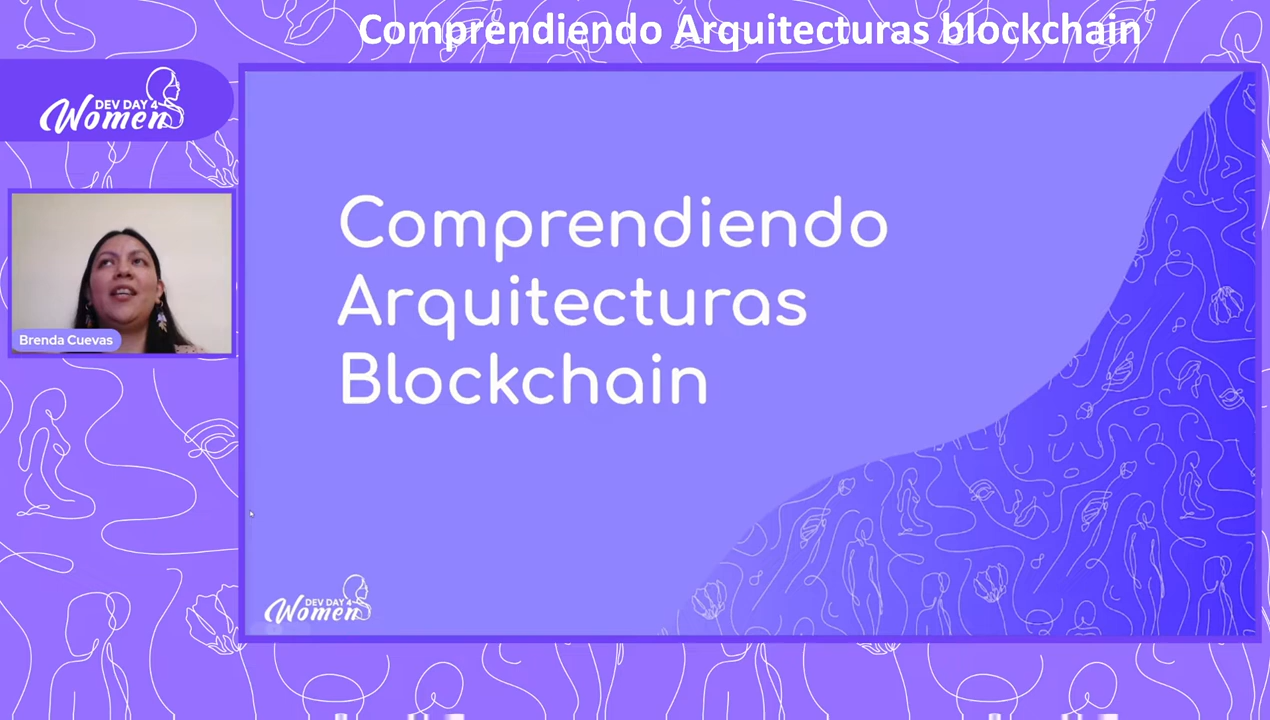 Comprendiendo Arquitecturas blockchain
DEV DAY 4
Women
Brenda Cuevas
Comprendiendo
Arquitecturas
Blockchain
DEV DAY 4
Women